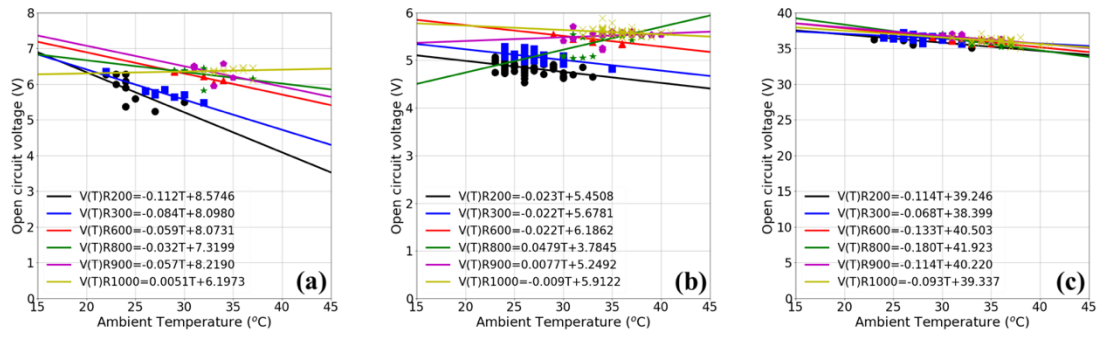 8
7
6
5
4
3
2
1
0
Open circuit voltage (V)
V(T)R200=-0.112T+8.5746
V(T)R300=-0.084T+8.0980
V(T)R600=-0.059T+8.0731
V(T)R800=-0.032T+7.3199
V(T)R900=-0.057T+8.2190
V(T)R1000=0.0051T+6.1973
(a)
15 20 25 30 35 40 45
Ambient Temperature (°C)
6
5
4
3
2
1
0
Open circuit voltage (V)
V(T)R200=-0.023T+5.4508
V(T)R300=-0.022T+5.6781
V(T)R600=-0.022T+6.1862
V(T)R800=0.0479T+3.7845
V(T)R900=0.0077T+5.2492
V(T)R1000=-0.009T+5.9122
(b)
15 20 25 30 35 40 45
Ambient Temperature (°C)
40
35
30
25
20
15
10
5
0
Open circuit voltage (V)
V(T)R200=-0.114T+39.246
V(T)R300=-0.068T+38.399
V(T)R600=-0.133T+40.503
V(T)R800=-0.180T+41.923
V(T)R900=-0.114T+40.220
V(T)R1000=-0.093T+39.337
(c)
15 20 25 30 35 40 45
Ambient Temperature (°C)